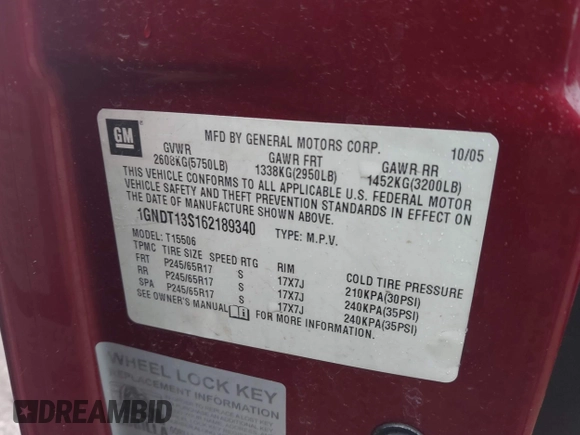 GM
MFD BY GENERAL MOTORS CORP. 10/05
GVWR GAWR FRT GAWR RR
2608KG(5750LB) 1338KG(2950LB) 1452KG(3200LB)
THIS VEHICLE CONFORMS TO ALL APPLICABLE U.S. FEDERAL MOTOR
VEHICLE SAFETY AND THEFT PREVENTION STANDARDS IN EFFECT ON
THE DATE OF MANUFACTURE SHOWN ABOVE.
1GNDT13S162189340 TYPE: M.P.V.
MODEL: T15506
TPMC TIRE SIZE SPEED RTG RIM COLD TIRE PRESSURE
FRT P245/65R17 S 17X7J 210KPA(30PSI)
RR P245/65R17 S 17X7J 240KPA(35PSI)
SPA P245/65R17 S 17X7J 240KPA(35PSI)
SEE OWNER'S MANUAL
WHEEL LOCK KEY
REPLACEMENT INFORMATION
DREAMBID